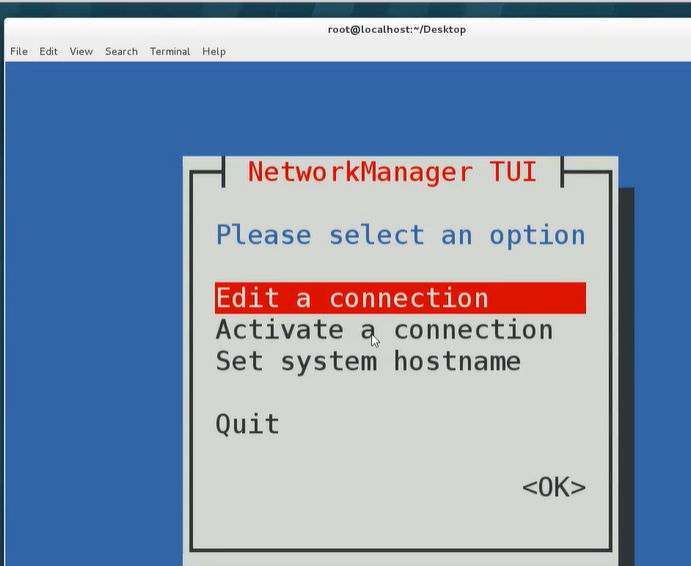 root@localhost:~/Desktop
File Edit View Search Terminal Help
NetworkManager TUI
Please select an option
Edit a connection
Activate a connection
Set system hostname
Quit
<OK>